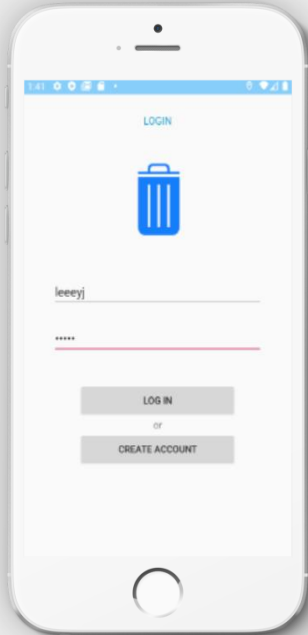 1:41
LOGIN
leeeyj
•••••
LOG IN
or
CREATE ACCOUNT